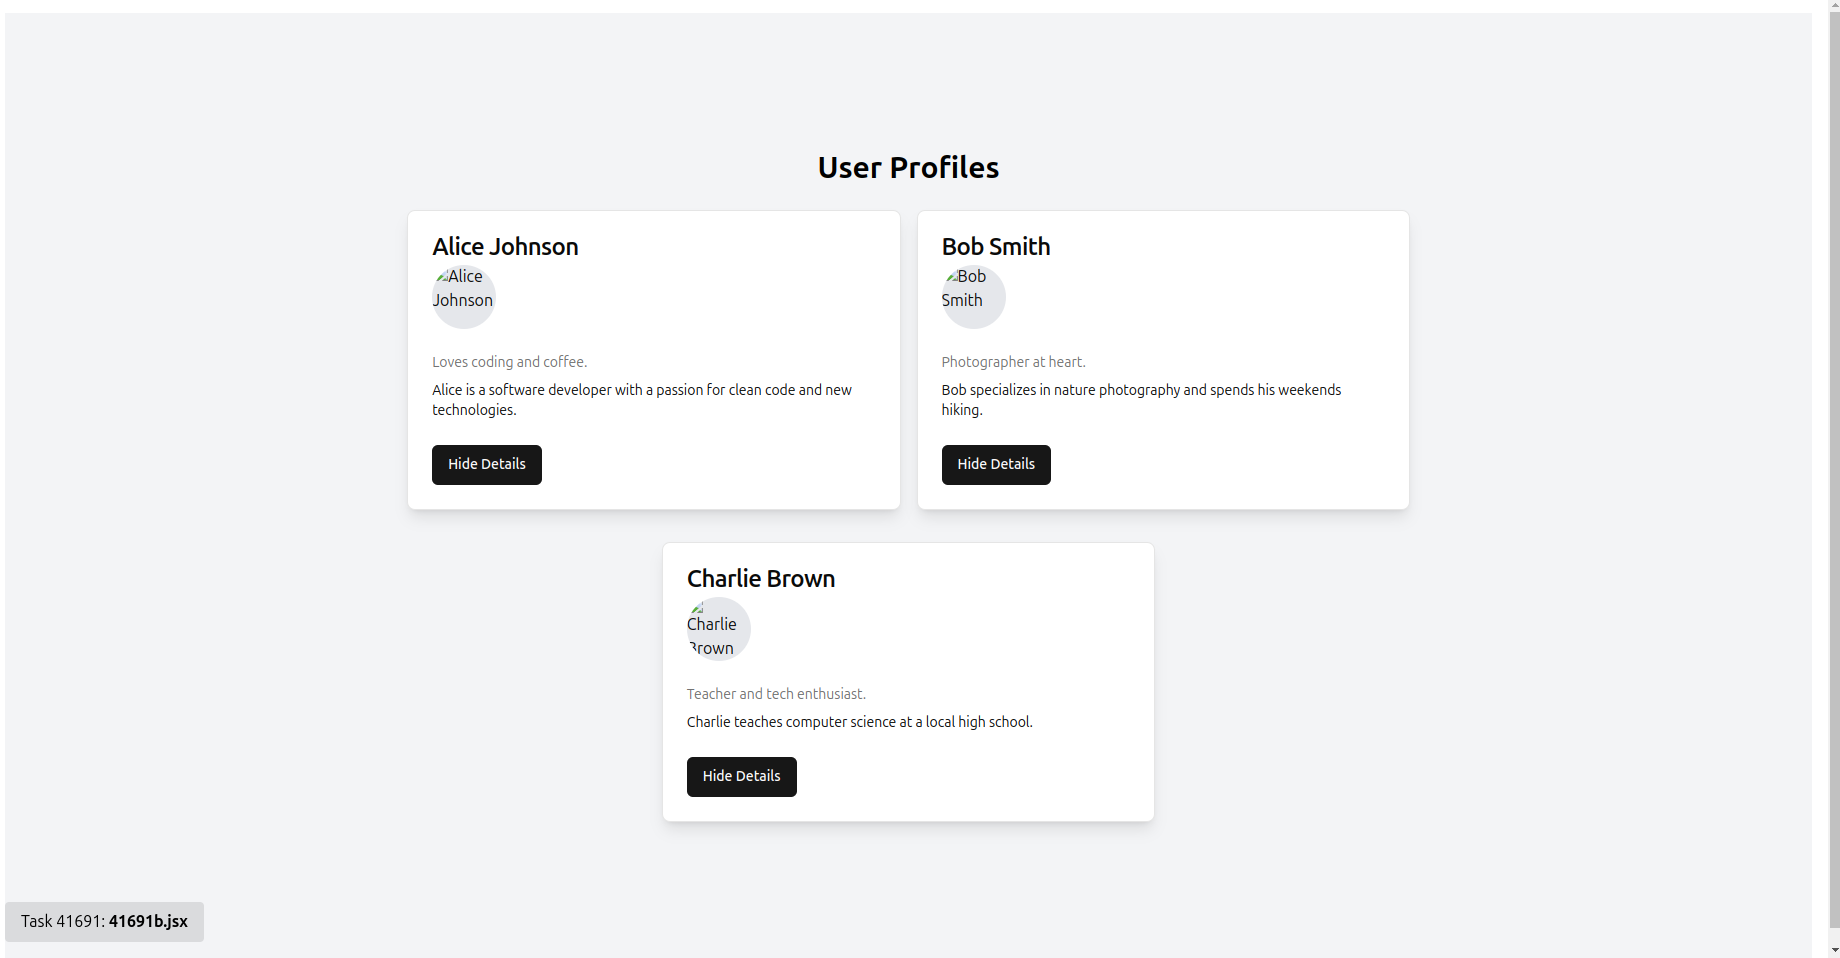 User Profiles
Alice Johnson
Alice
Johnson
Loves coding and coffee.
Alice is a software developer with a passion for clean code and new
technologies.
Hide Details
Bob Smith
Bob
Smith
Photographer at heart.
Bob specializes in nature photography and spends his weekends
hiking.
Hide Details
Charlie Brown
Charlie
Brown
Teacher and tech enthusiast.
Charlie teaches computer science at a local high school.
Hide Details
Task 41691: 41691b.jsx